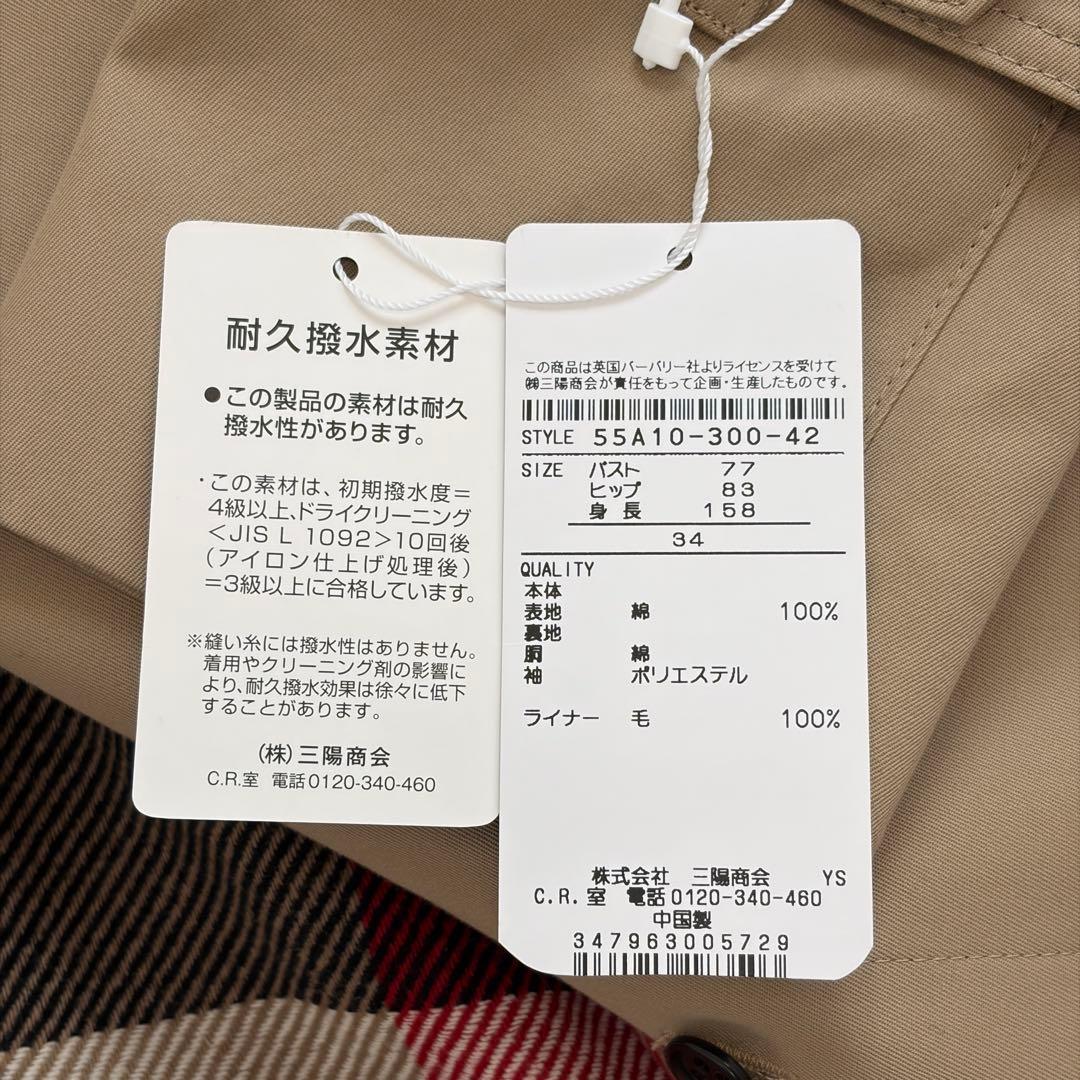 耐久撥水素材
●この製品の素材は耐久
撥水性があります。
・この素材は、初期撥水度＝
4級以上、ドライクリーニング
＜JIS L 1092＞10回後
（アイロン仕上げ処理後）
＝3級以上に合格しています。
※縫い糸には撥水性はありません。
着用やクリーニング剤の影響に
より、耐久撥水効果は徐々に低下
することがあります。
(株)三陽商会
C.R.室 電話0120-340-460
この商品は英国バーバリー社よりライセンスを受けて
㈱三陽商会が責任をもって企画・生産したものです。
STYLE 55A10-300-42
SIZE バスト 77
ヒップ 83
身長 158
34
QUALITY
本体
表地 綿 100%
裏地
胴 綿
袖 ポリエステル
ライナー 毛 100%
株式会社 三陽商会 YS
C.R.室 電話0120-340-460
中国製
347963005729